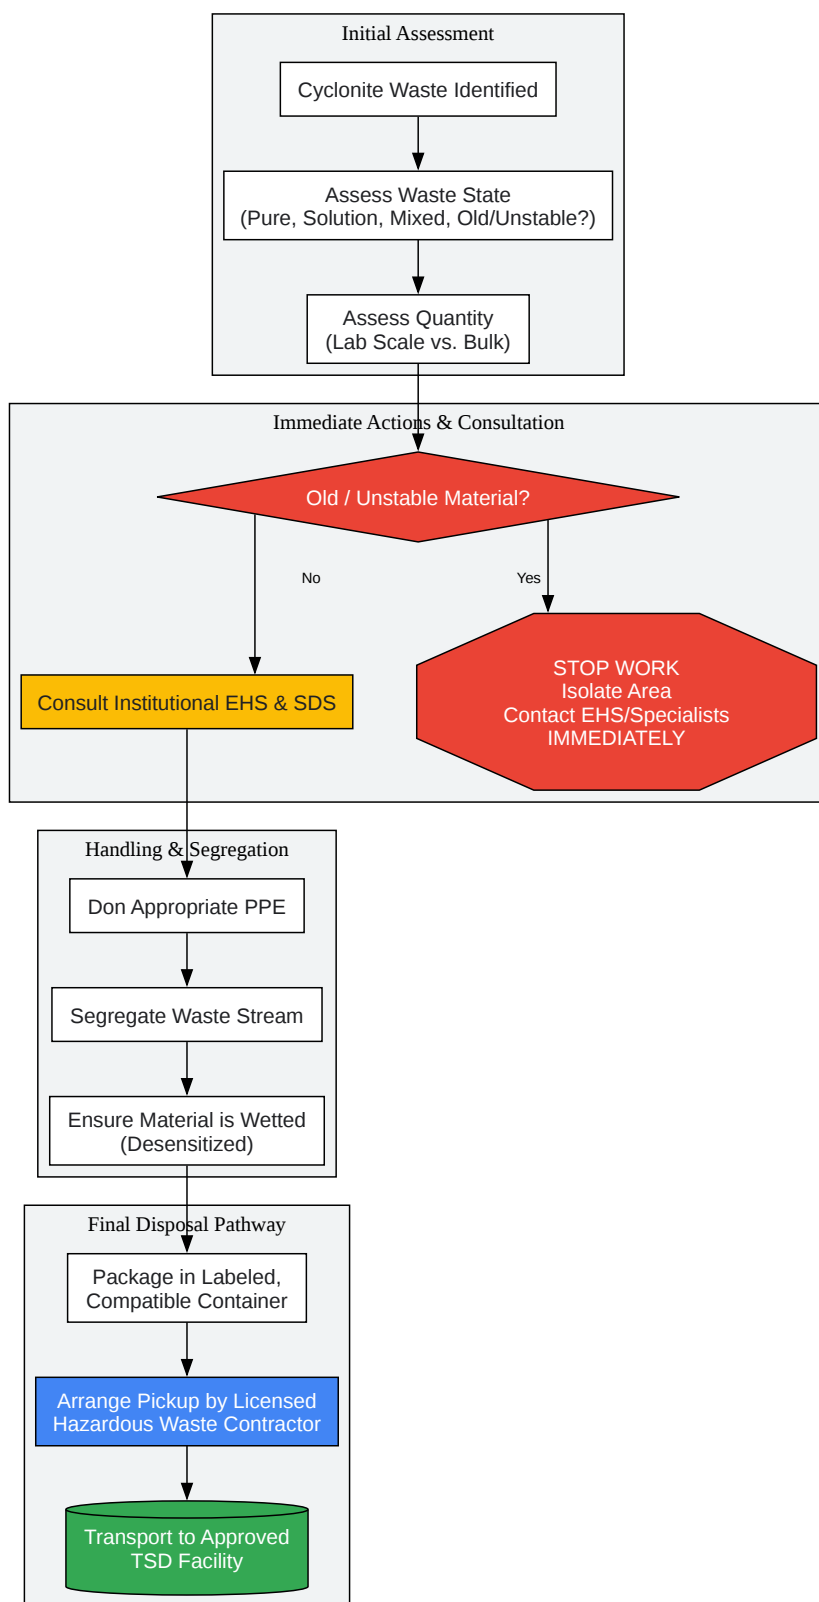 Initial Assessment
Cyclonite Waste Identified
Assess Waste State
(Pure, Solution, Mixed, Old/Unstable?)
Assess Quantity
(Lab Scale vs. Bulk)
Immediate Actions & Consultation
Old / Unstable Material?
No
Yes
Consult Institutional EHS & SDS
STOP WORK
Isolate Area
Contact EHS/Specialists
IMMEDIATELY
Handling & Segregation
Don Appropriate PPE
Segregate Waste Stream
Ensure Material is Wetted
(Desensitized)
Final Disposal Pathway
Package in Labeled,
Compatible Container
Arrange Pickup by Licensed
Hazardous Waste Contractor
Transport to Approved
TSD Facility